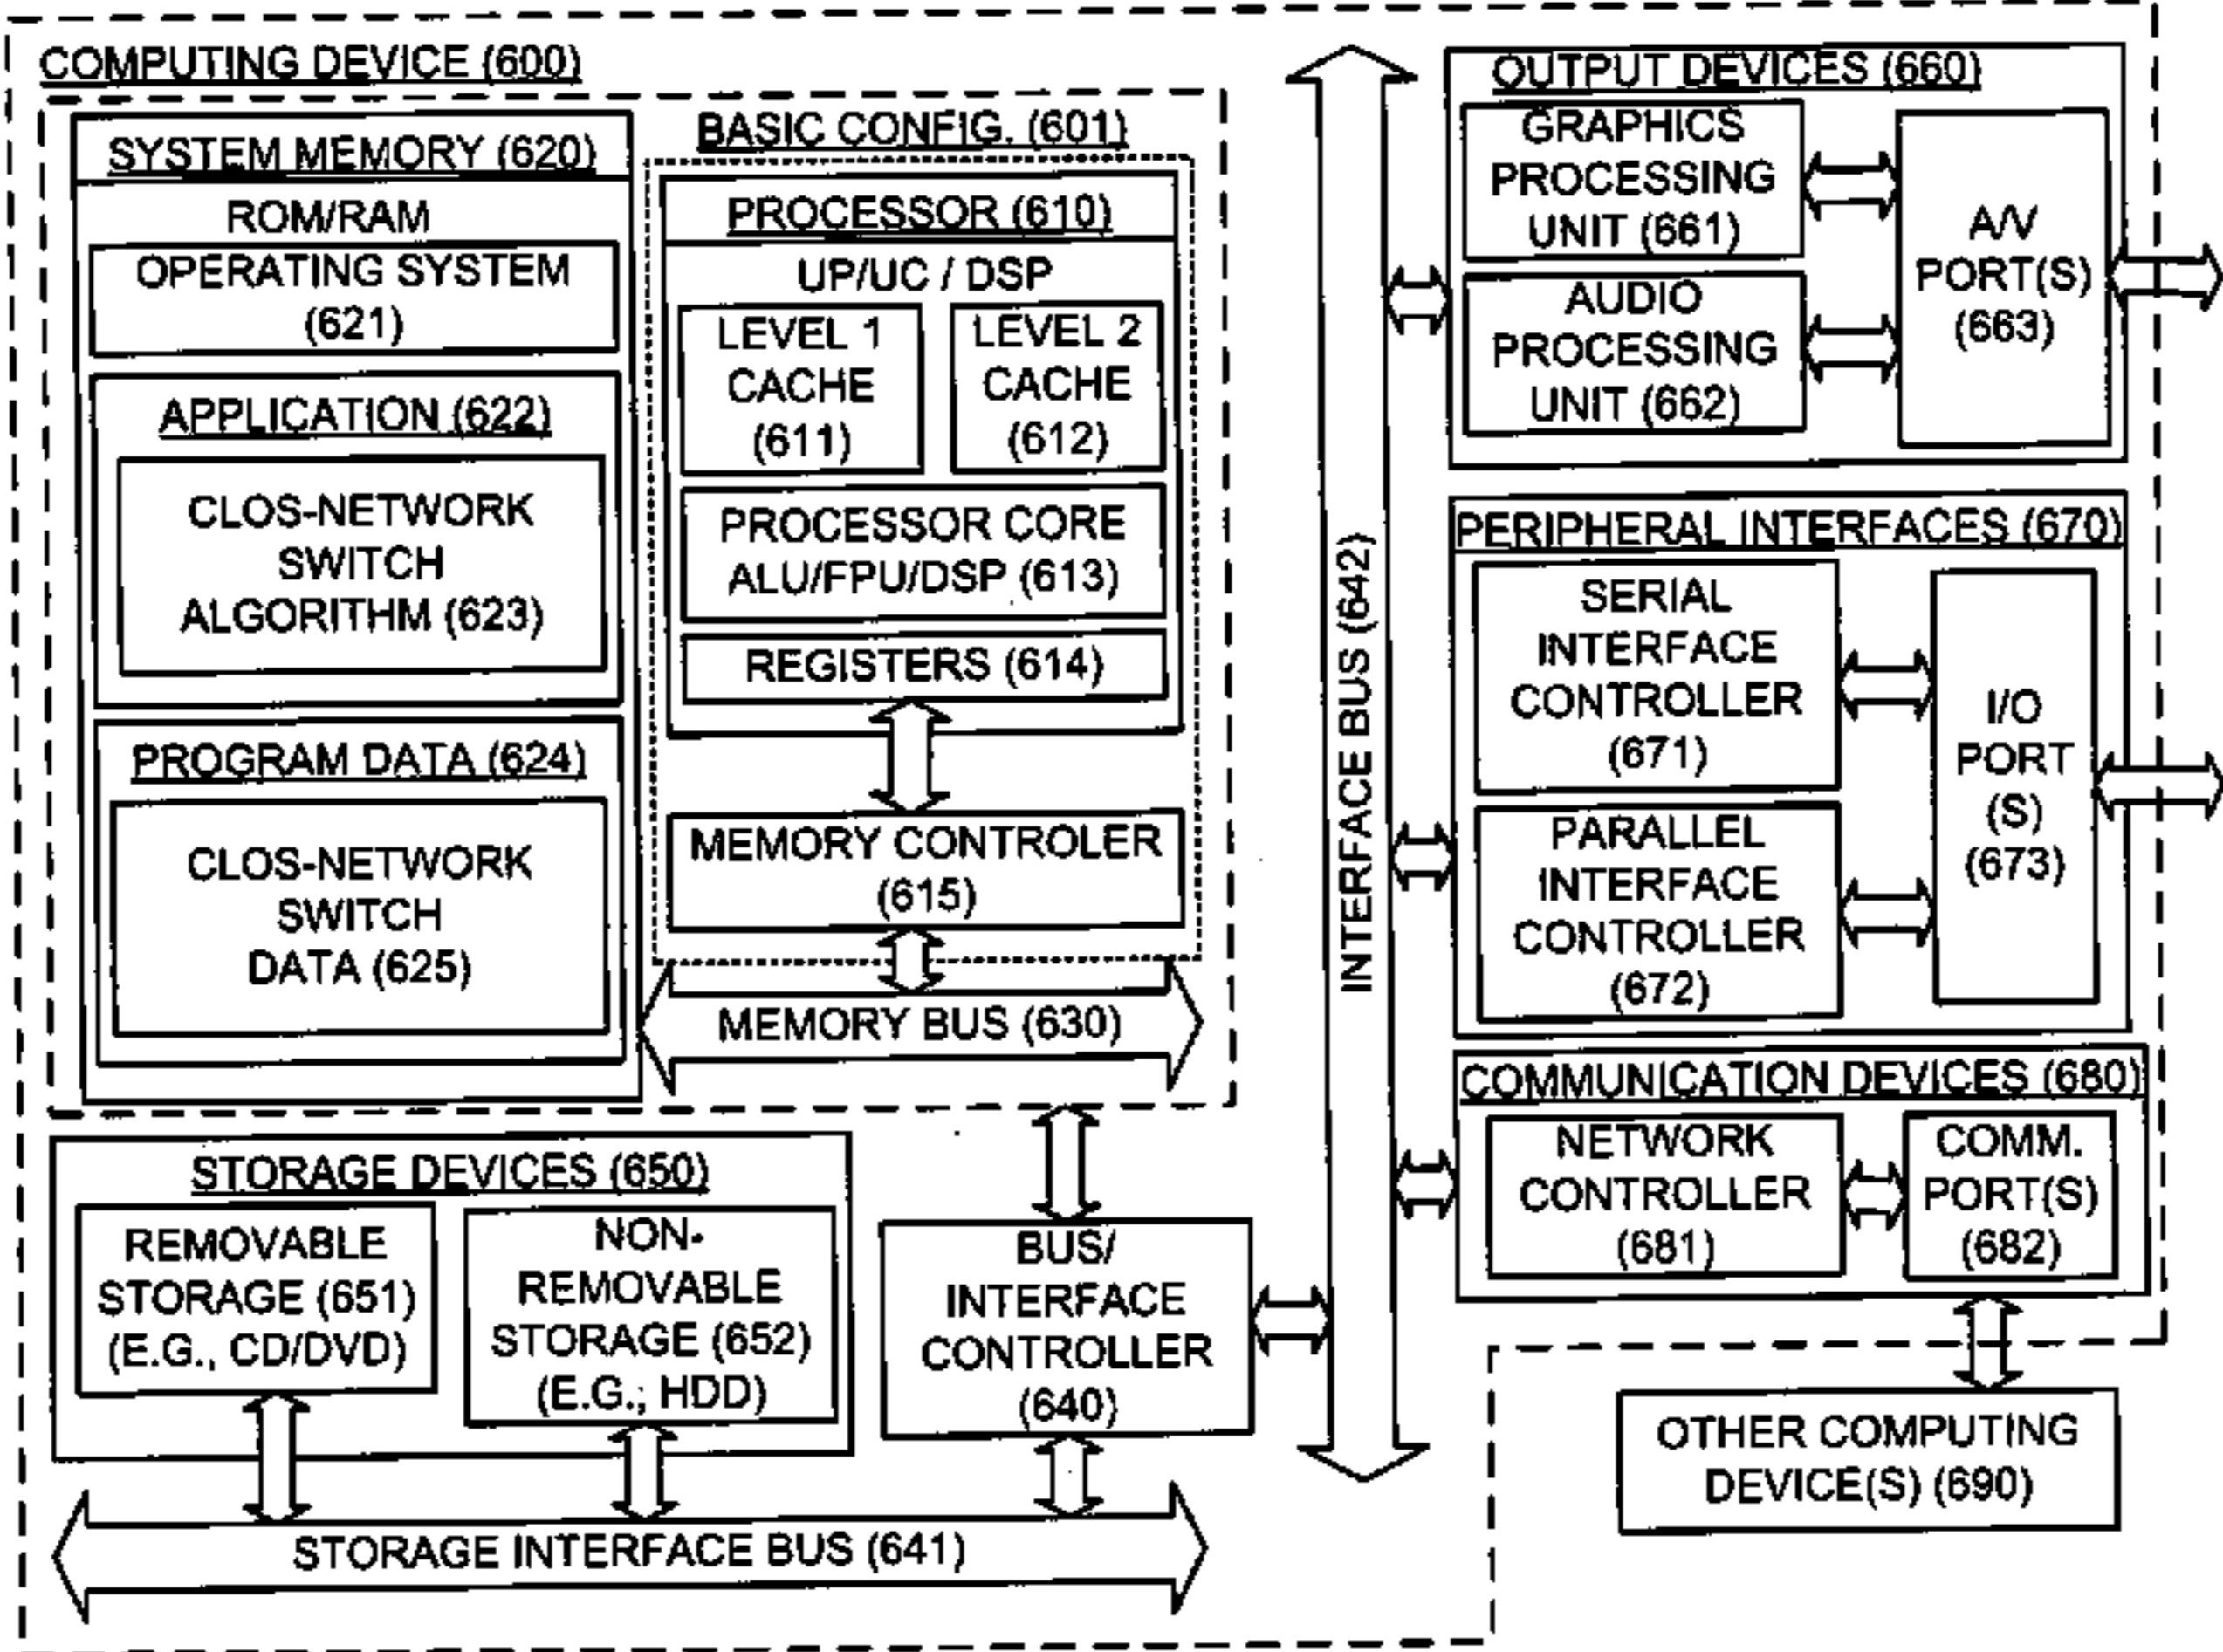 COMPUTING DEVICE (600)
BASIC CONFIG. (601)
SYSTEM MEMORY (620)
ROM/RAM
OPERATING SYSTEM
(621)
APPLICATION (622)
CLOS-NETWORK
SWITCH
ALGORITHM (623)
PROGRAM DATA (624)
CLOS-NETWORK
SWITCH
DATA (625)
PROCESSOR (610)
UP/UC / DSP
LEVEL 1
CACHE
(611)
LEVEL 2
CACHE
(612)
PROCESSOR CORE
ALU/FPU/DSP (613)
REGISTERS (614)
MEMORY CONTROLER
(615)
MEMORY BUS (630)
STORAGE DEVICES (650)
REMOVABLE
STORAGE (651)
(E.G., CD/DVD)
NON-
REMOVABLE
STORAGE (652)
(E.G.; HDD)
BUS/
INTERFACE
CONTROLLER
(640)
STORAGE INTERFACE BUS (641)
INTERFACE BUS (642)
OUTPUT DEVICES (660)
GRAPHICS
PROCESSING
UNIT (661)
AUDIO
PROCESSING
UNIT (662)
A/V
PORT(S)
(663)
PERIPHERAL INTERFACES (670)
SERIAL
INTERFACE
CONTROLLER
(671)
PARALLEL
INTERFACE
CONTROLLER
(672)
I/O
PORT
(S)
(673)
COMMUNICATION DEVICES (680)
NETWORK
CONTROLLER
(681)
COMM.
PORT(S)
(682)
OTHER COMPUTING
DEVICE(S) (690)